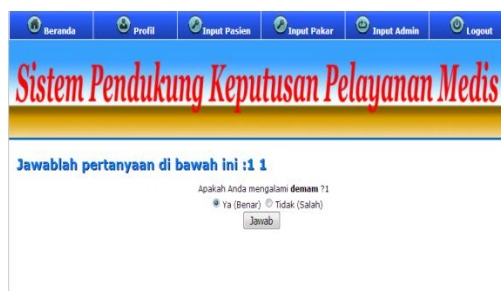 Beranda Profil Input Pasien Input Pakar Input Admin Logout
Sistem Pendukung Keputusan Pelayanan Medis
Jawablah pertanyaan di bawah ini :1 1
Apakah Anda mengalami demam ?1
Ya (Benar) Tidak (Salah)
Jawab